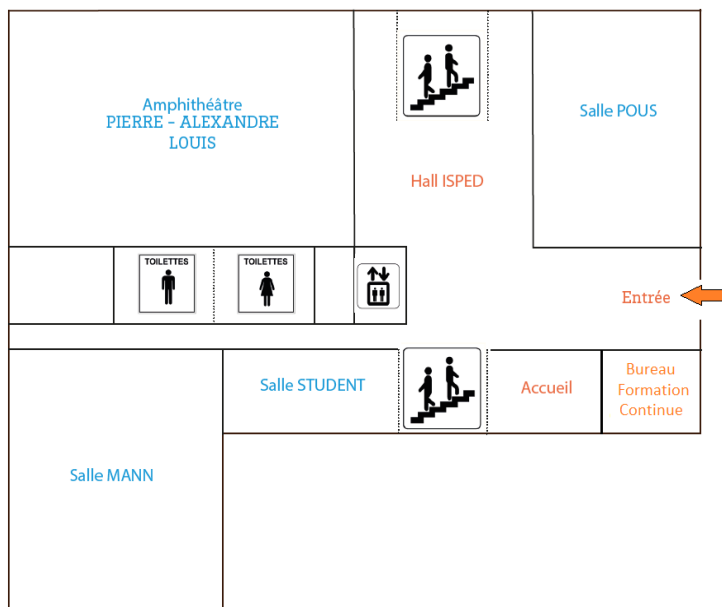 Amphithéâtre
PIERRE - ALEXANDRE
LOUIS
Salle POUS
Hall ISPED
TOILETTES
TOILETTES
Entrée
Salle STUDENT
Accueil
Bureau
Formation
Continue
Salle MANN